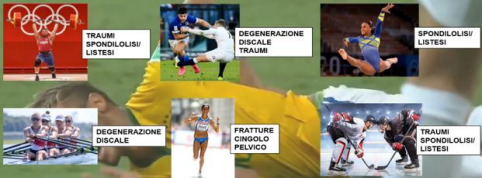 TRAUMI
SPONDILOLISI/
LISTESI
DEGENERAZIONE
DISCALE
TRAUMI
SPONDILOLISI/
LISTESI
DEGENERAZIONE
DISCALE
FRATTURE
CINGOLO
PELVICO
TRAUMI
SPONDILOLISI/
LISTESI